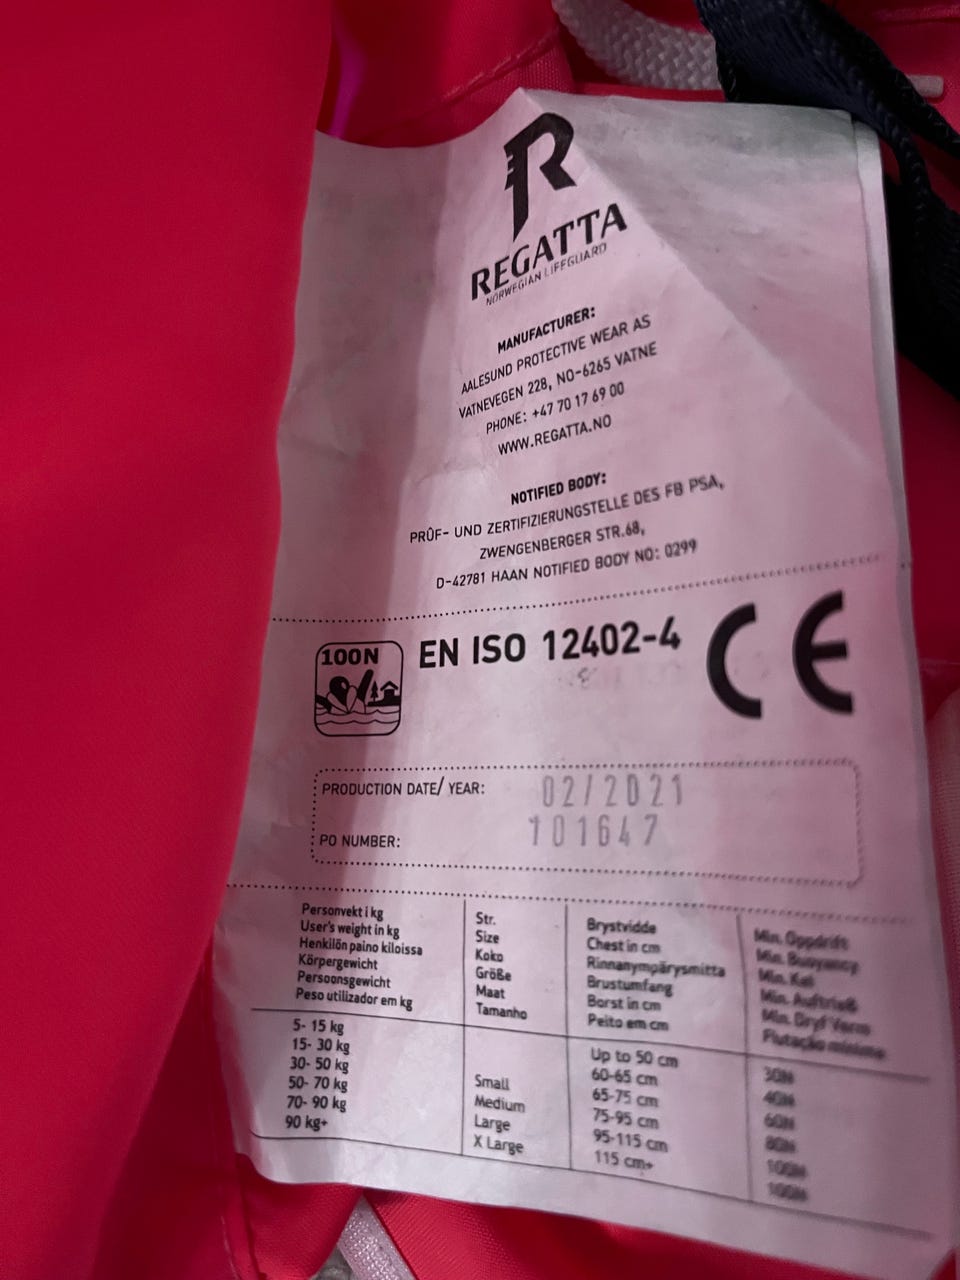 REGATTA
NORWEGIAN LIFEGUARD
MANUFACTURER:
AALESUND PROTECTIVE WEAR AS
VATNEVEGEN 228, NO-6265 VATNE
PHONE: +47 70 17 69 00
WWW.REGATTA.NO
NOTIFIED BODY:
PRÜF- UND ZERTIFIZIERUNGSTELLE DES FB PSA,
ZWENGENBERGER STR.68,
D-42781 HAAN NOTIFIED BODY NO: 0299
100N
EN ISO 12402-4
CE
PRODUCTION DATE/ YEAR: 02/2021
PO NUMBER: 101647
Personvekt i kg
User's weight in kg
Henkilön paino kiloissa
Körpergewicht
Persoonsgewicht
Peso utilizador em kg
Str.
Size
Koko
Größe
Maat
Tamanho
Brystvidde
Chest in cm
Rinnanympärysmitta
Brustumfang
Borst in cm
Peito em cm
Min. Oppdrift
Min. Buoyancy
Min. Kel
Min. Auftrieß
Min. Dryf Verm
Flutação minima
5- 15 kg
15- 30 kg
30- 50 kg
50- 70 kg
70- 90 kg
90 kg+
Small
Medium
Large
X Large
Up to 50 cm
60-65 cm
65-75 cm
75-95 cm
95-115 cm
115 cm+
30N
40N
60N
80N
100N
100N